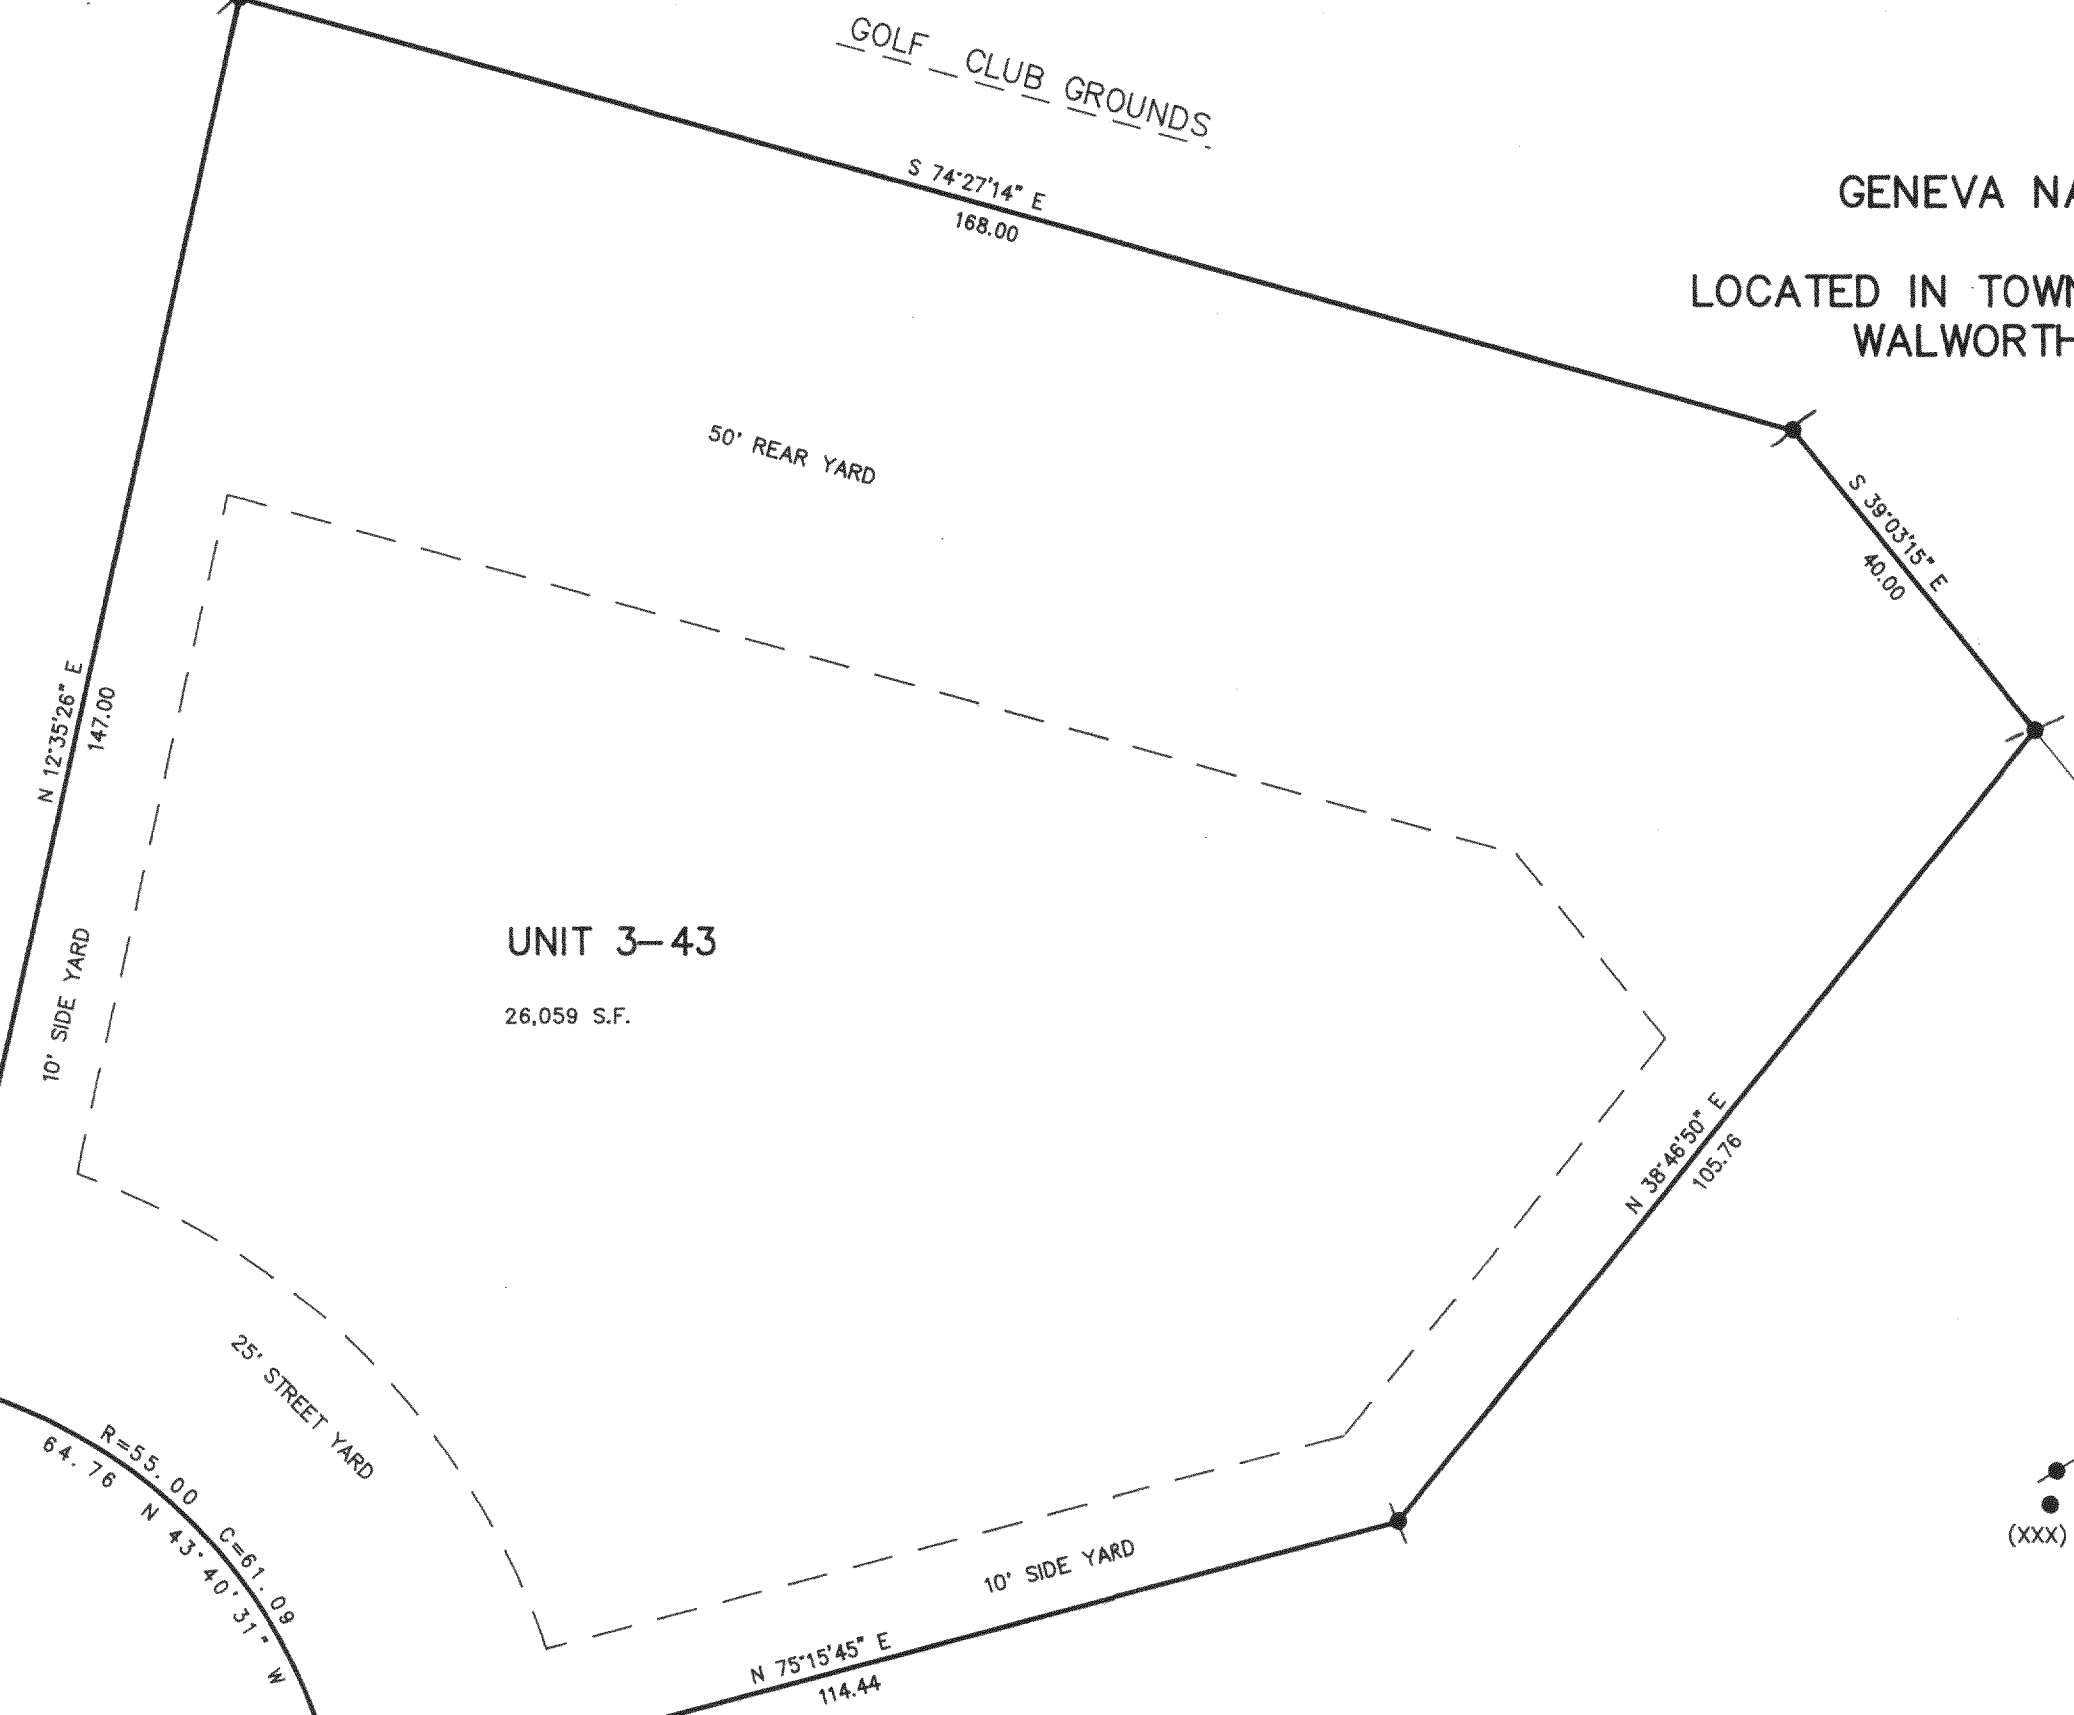 GOLF CLUB GROUNDS
S 74°27'14" E
168.00
GENEVA NA
LOCATED IN TOWN
WALWORTH
50' REAR YARD
S 39°03'15" E
40.00
N 12°35'26" E
147.00
10' SIDE YARD
UNIT 3-43
26,059 S.F.
N 38°46'50" E
105.76
25' STREET YARD
R=55.00 C=61.09
64.76 N 43°40'31" W
10' SIDE YARD
N 75°15'45" E
114.44
(XXX)